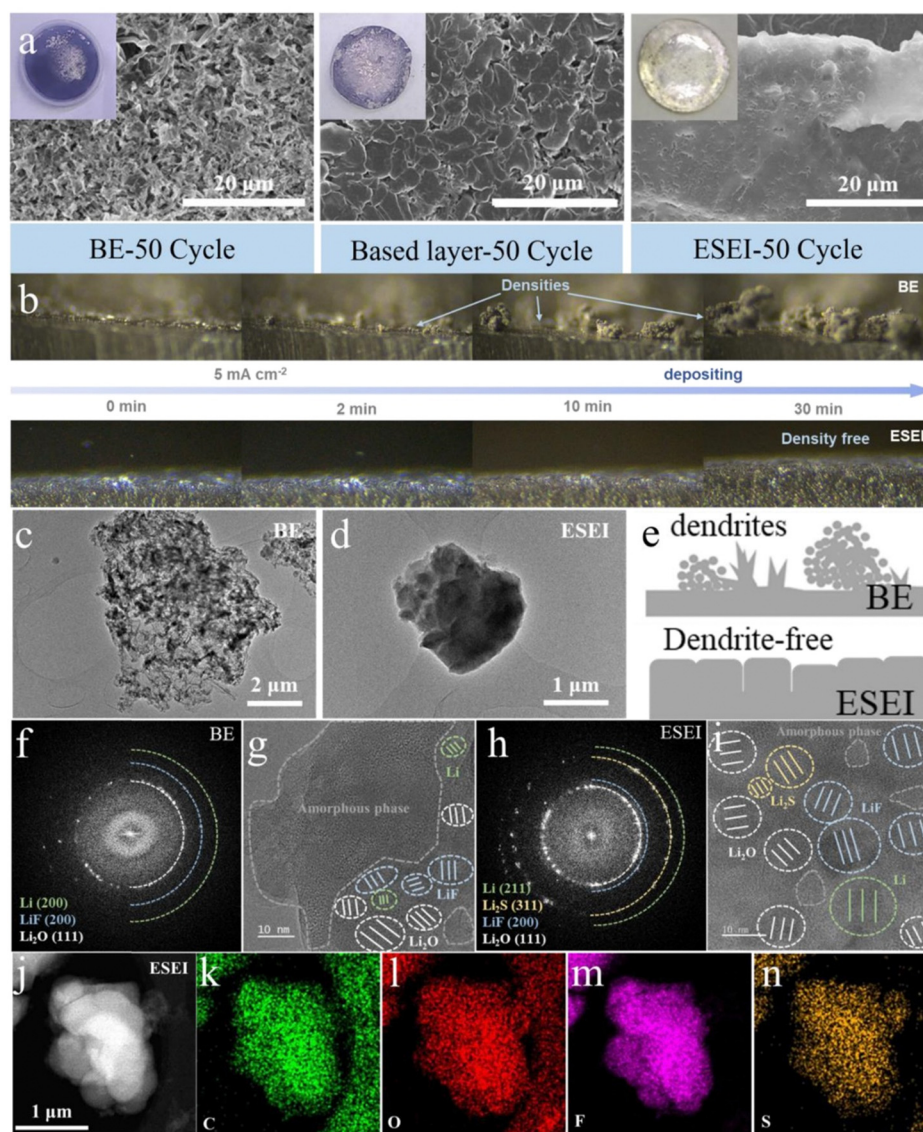 a
20 μm
20 μm
20 μm
BE-50 Cycle
Based layer-50 Cycle
ESEI-50 Cycle
b
Densities
BE
5 mA cm⁻²
depositing
0 min
2 min
10 min
30 min
Density free
ESEI
c
BE
2 μm
d
ESEI
1 μm
e
dendrites
BE
Dendrite-free
ESEI
f
BE
Li (200)
LiF (200)
Li₂O (111)
g
Li
Amorphous phase
LiF
Li₂O
10 nm
h
ESEI
Li (211)
Li₂S (311)
LiF (200)
Li₂O (111)
i
Amorphous phase
Li₂S
LiF
Li₂O
Li
10 nm
j
ESEI
1 μm
k
C
l
O
m
F
n
S